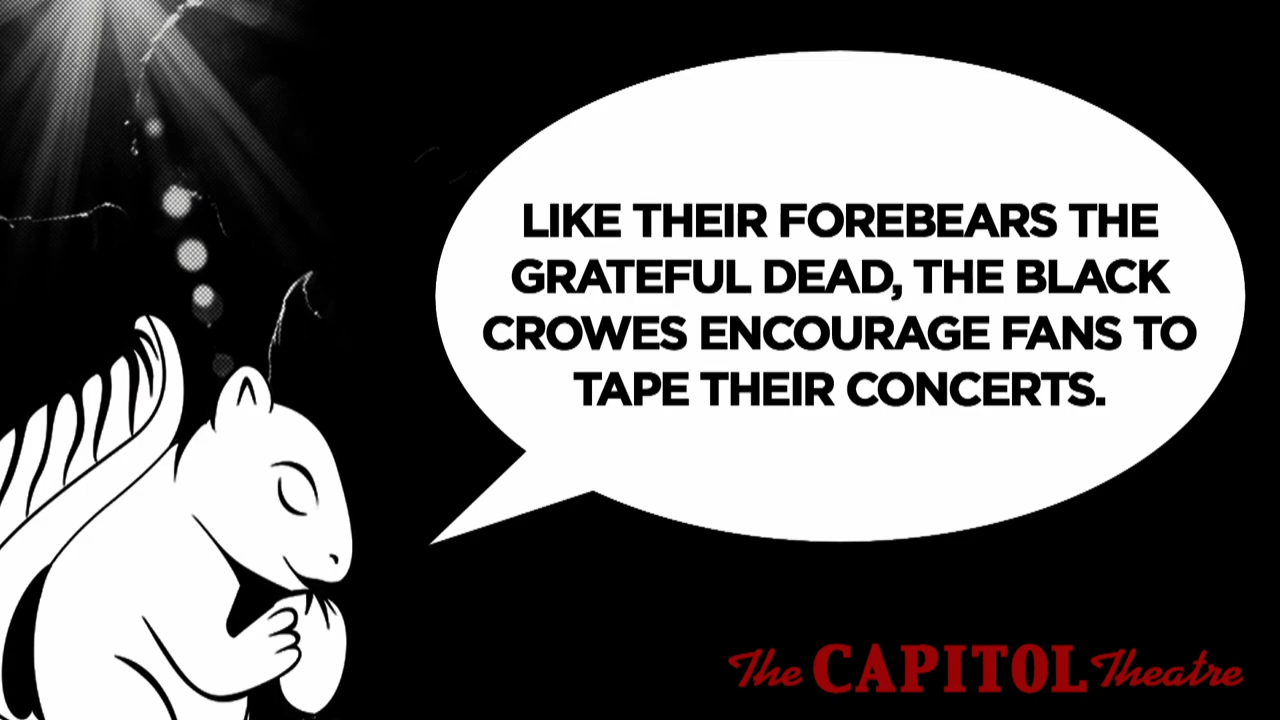 LIKE THEIR FOREBEARS THE
GRATEFUL DEAD, THE BLACK
CROWES ENCOURAGE FANS TO
TAPE THEIR CONCERTS.
The CAPITOL Theatre